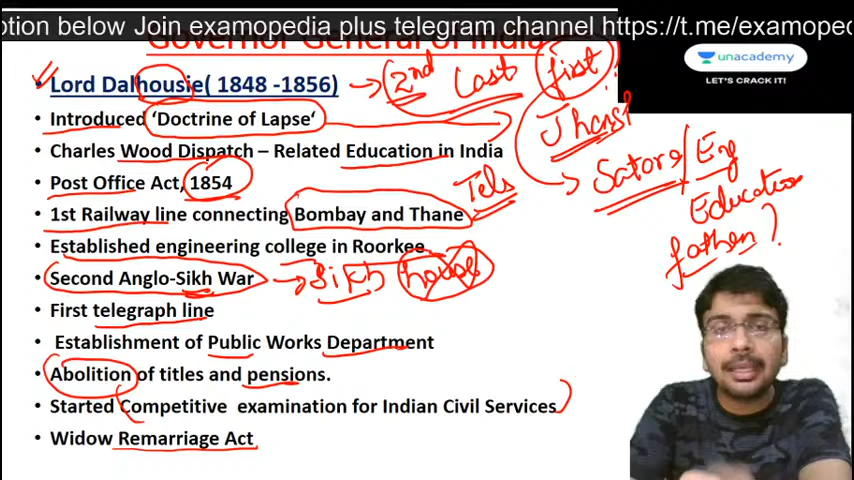 otion below Join examopedia plus telegram channel https://t.me/examoped
Governor General of India
unacademy
LET'S CRACK IT!
• Lord Dalhousie( 1848 -1856) → 2nd Last first?
• Introduced 'Doctrine of Lapse'
Jhansi
• Charles Wood Dispatch – Related Education in India
Satara / Eng
Education
father?
• Post Office Act, 1854
Tels
• 1st Railway line connecting Bombay and Thane
• Established engineering college in Roorkee
• Second Anglo-Sikh War → Sikh
• First telegraph line
Establishment of Public Works Department
• Abolition of titles and pensions.
• Started Competitive examination for Indian Civil Services
• Widow Remarriage Act